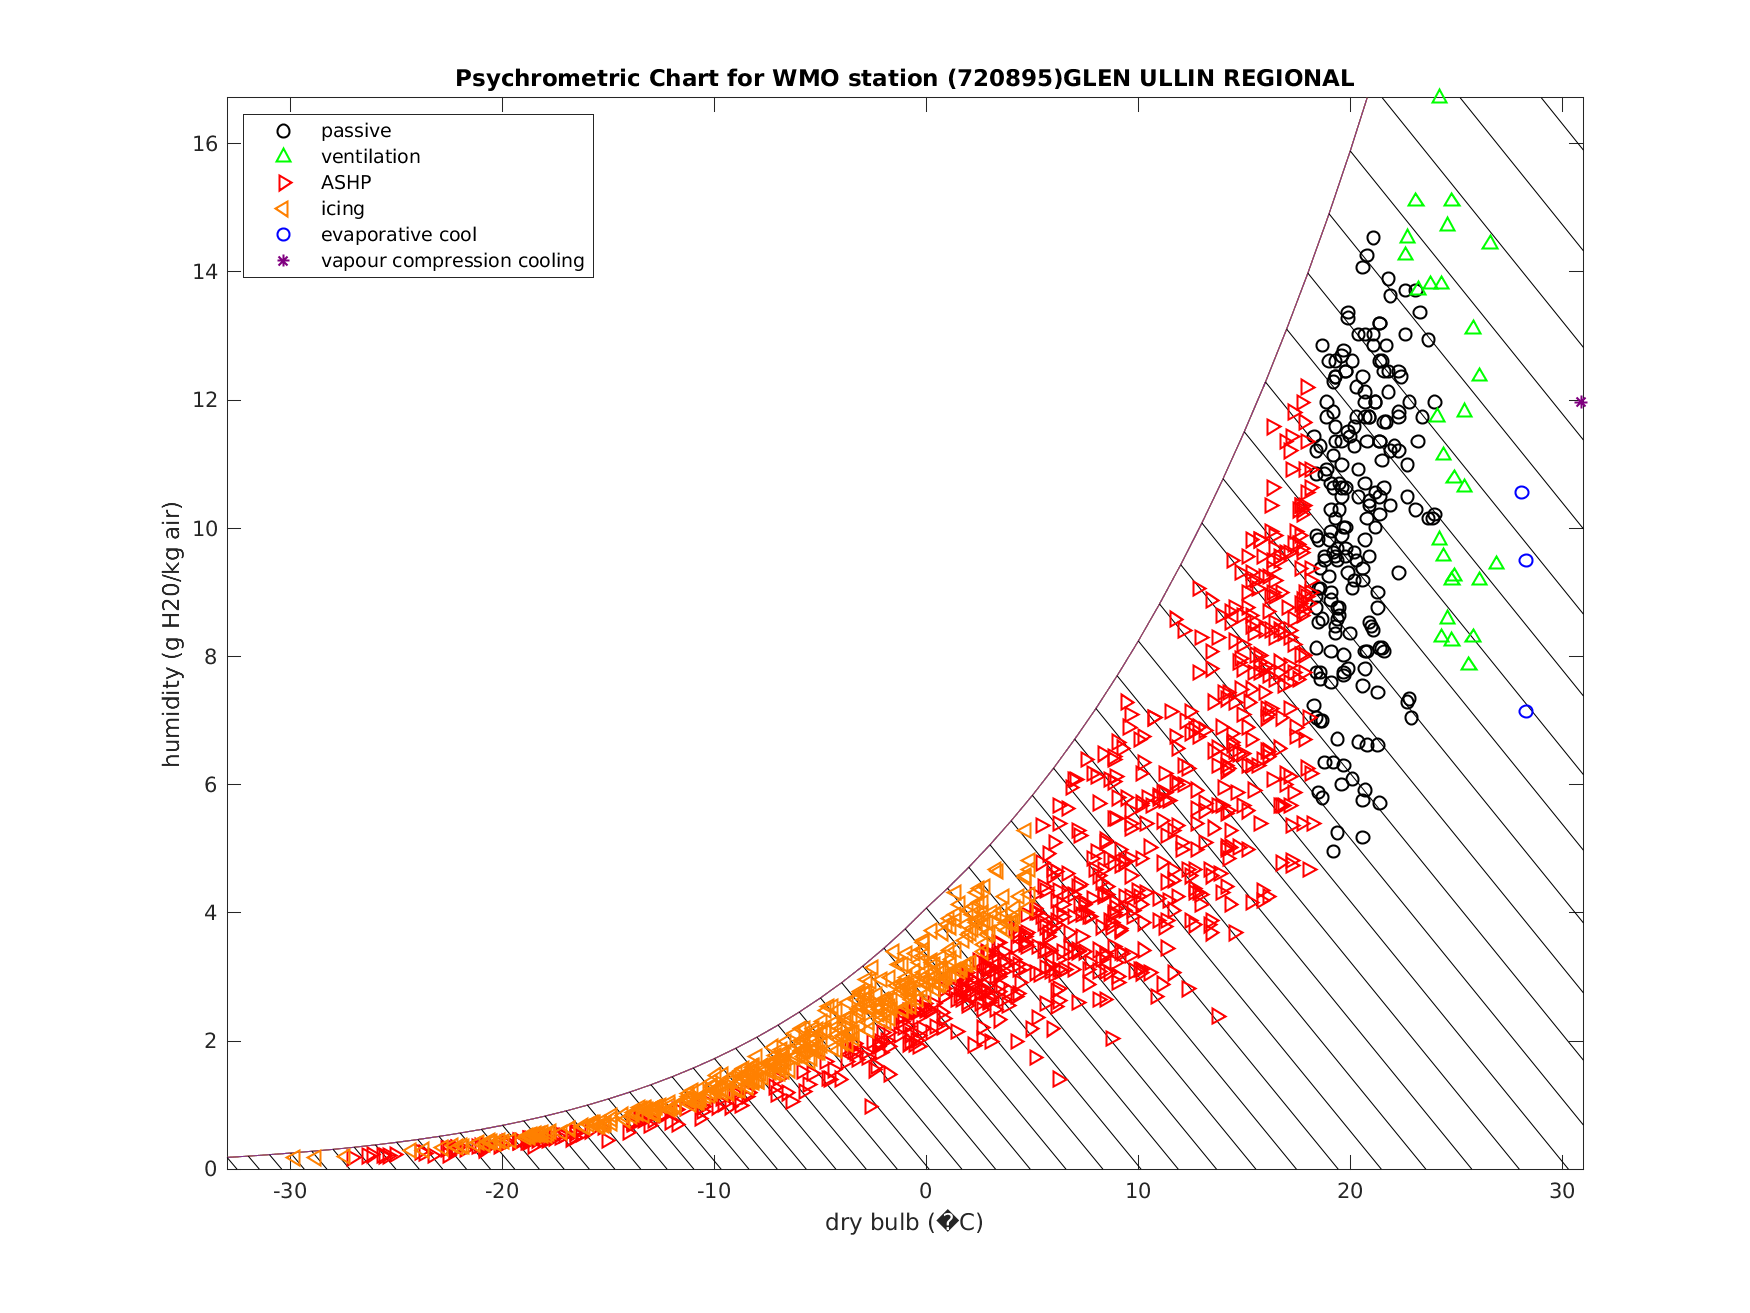 Psychrometric Chart for WMO station (720895)GLEN ULLIN REGIONAL
passive
ventilation
ASHP
icing
evaporative cool
vapour compression cooling
humidity (g H20/kg air)
16
14
12
10
8
6
4
2
0
-30 -20 -10 0 10 20 30
dry bulb (�C)